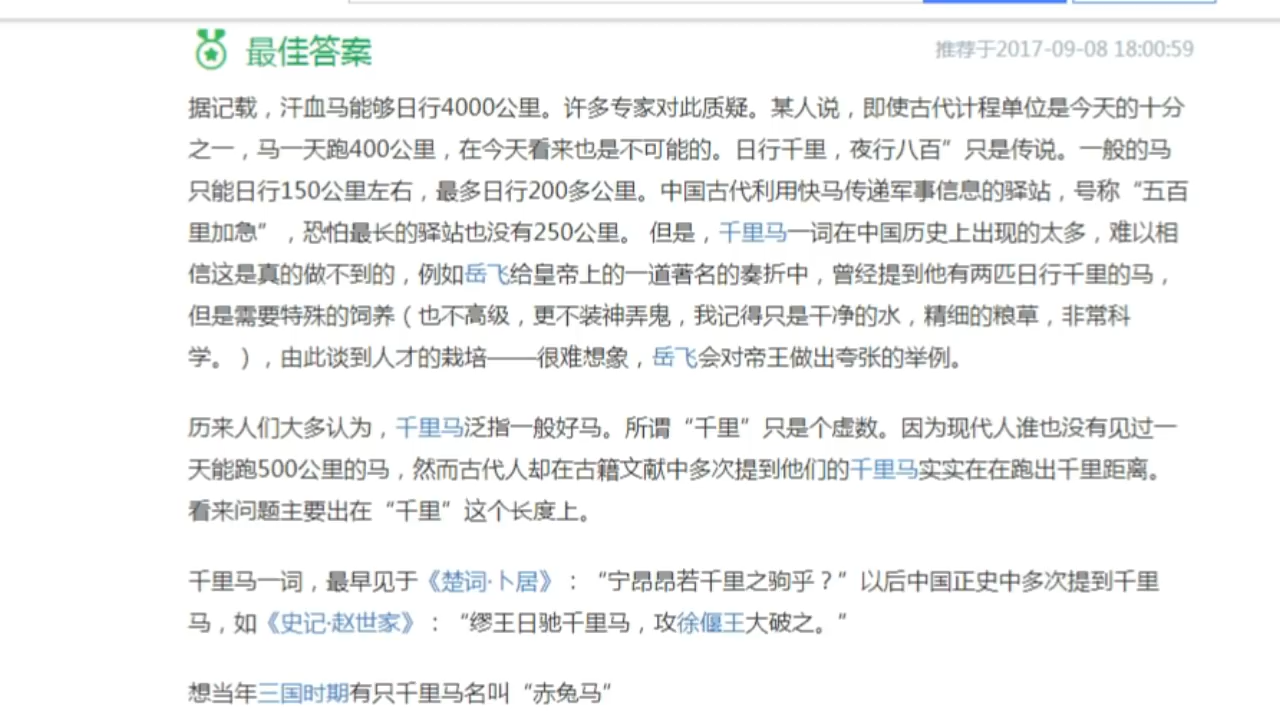 最佳答案
推荐于2017-09-08 18:00:59
据记载，汗血马能够日行4000公里。许多专家对此质疑。某人说，即使古代计程单位是今天的十分
之一，马一天跑400公里，在今天看来也是不可能的。日行千里，夜行八百”只是传说。一般的马
只能日行150公里左右，最多日行200多公里。中国古代利用快马传递军事信息的驿站，号称“五百
里加急”，恐怕最长的驿站也没有250公里。 但是，千里马一词在中国历史上出现的太多，难以相
信这是真的做不到的，例如岳飞给皇帝上的一道著名的奏折中，曾经提到他有两匹日行千里的马，
但是需要特殊的饲养（也不高级，更不装神弄鬼，我记得只是干净的水，精细的粮草，非常科
学。），由此谈到人才的栽培——很难想象，岳飞会对帝王做出夸张的举例。
历来人们大多认为，千里马泛指一般好马。所谓“千里”只是个虚数。因为现代人谁也没有见过一
天能跑500公里的马，然而古代人却在古籍文献中多次提到他们的千里马实实在在跑出千里距离。
看来问题主要出在“千里”这个长度上。
千里马一词，最早见于《楚词·卜居》：“宁昂昂若千里之驹乎？”以后中国正史中多次提到千里
马，如《史记·赵世家》：“缪王日驰千里马，攻徐偃王大破之。”
想当年三国时期有只千里马名叫“赤兔马”